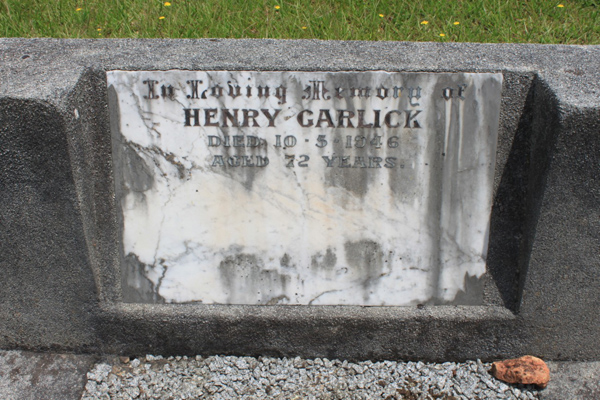 In Loving Memory of
HENRY GARLICK
DIED 10-5-1946
AGED 72 YEARS.